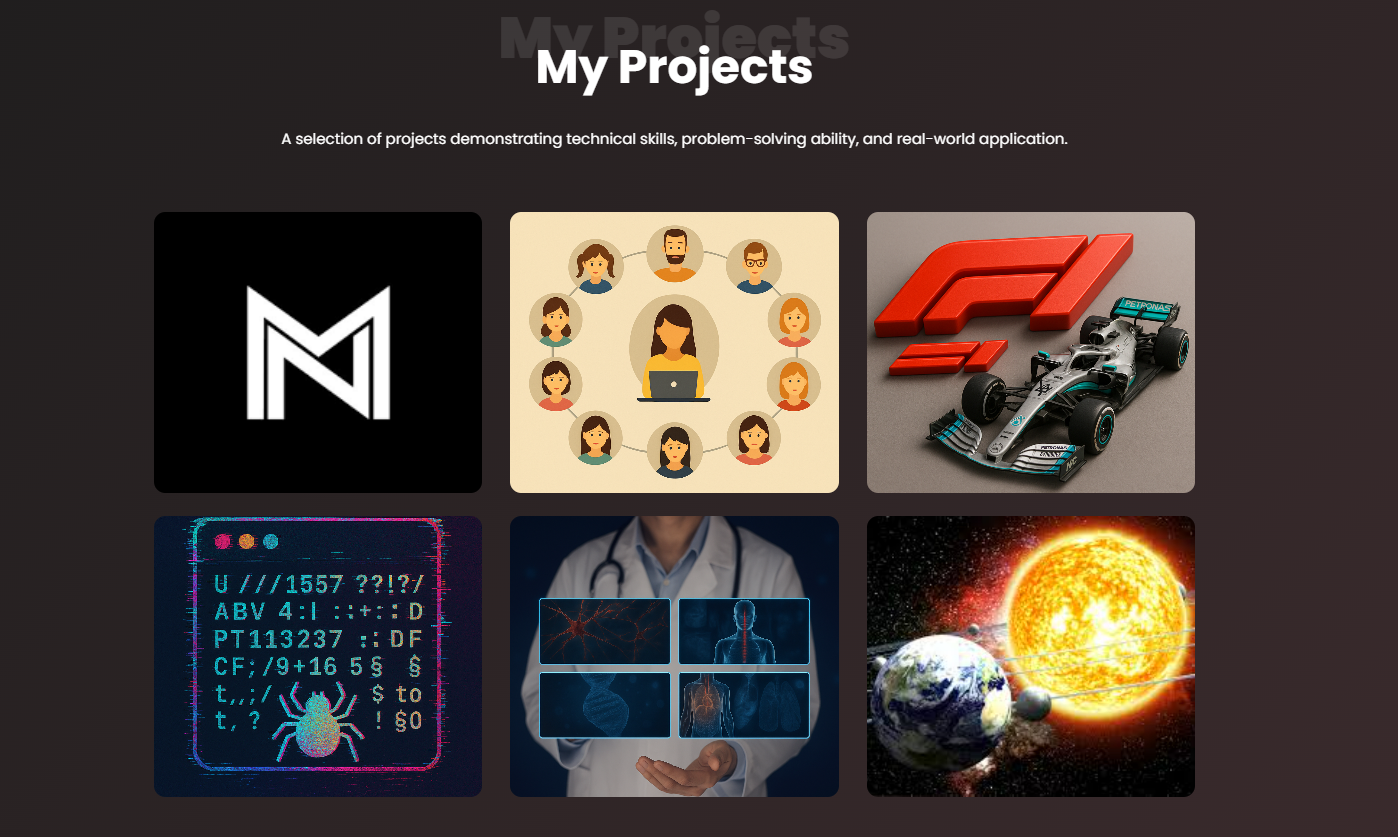 My Projects
My Projects
A selection of projects demonstrating technical skills, problem-solving ability, and real-world application.
PETRONAS
PETRONAS
U ///1557 ??!?/
ABV 4:I ::+:: D
PT113237 :: DF
CF;/9+16 5§ §
t,,;/ $ to
t, ? ! §0